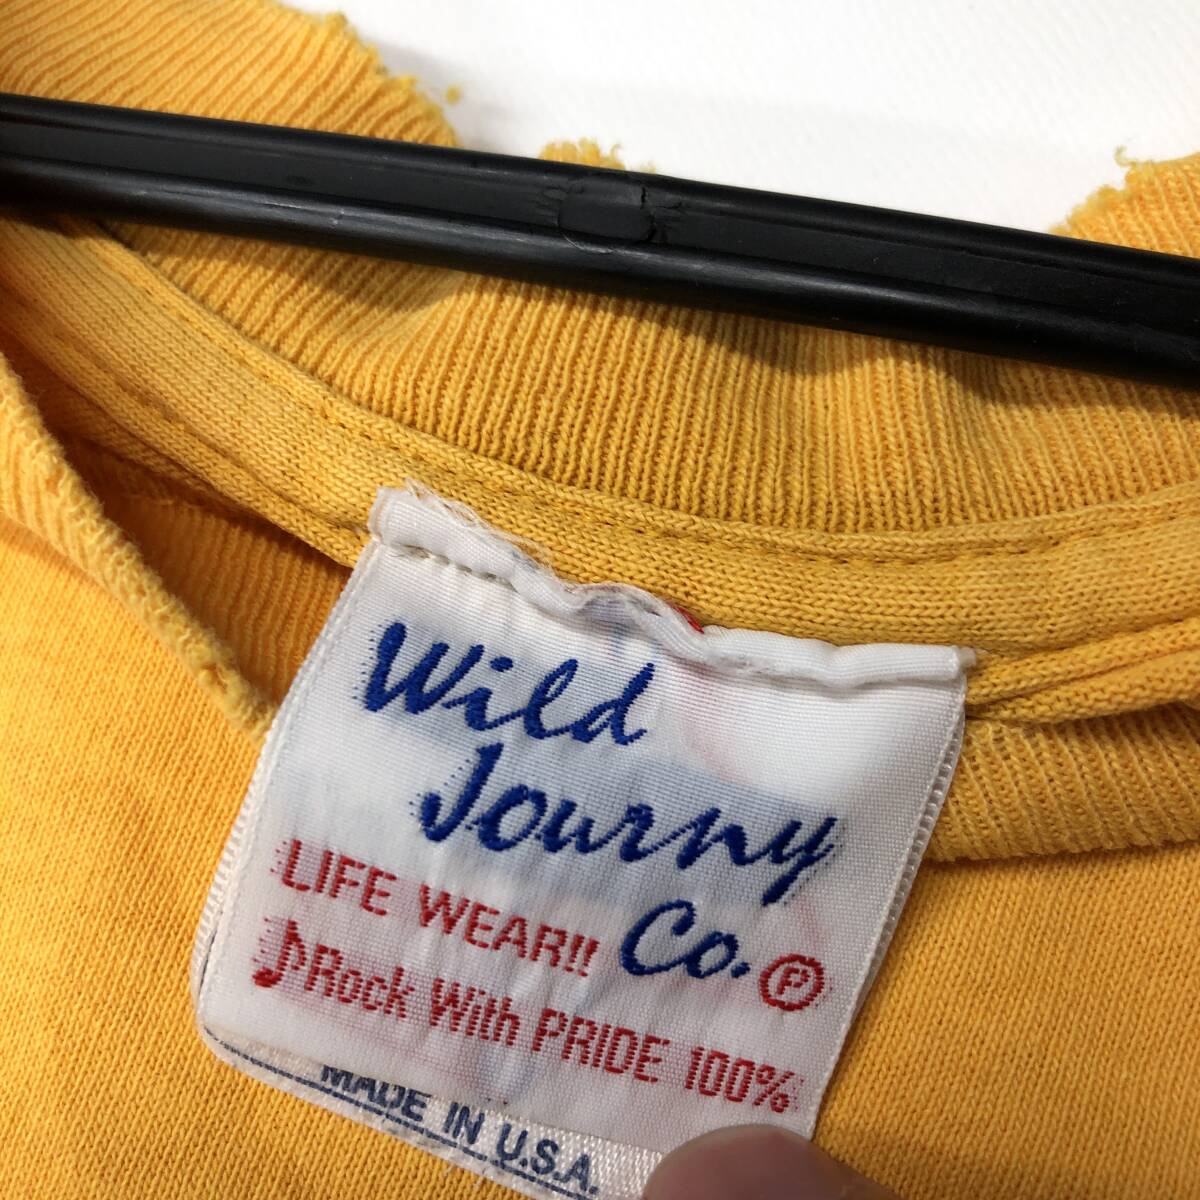 Wild
Journy
Co. Ⓟ
LIFE WEAR!!
♪Rock With PRIDE 100%
MADE IN U.S.A.